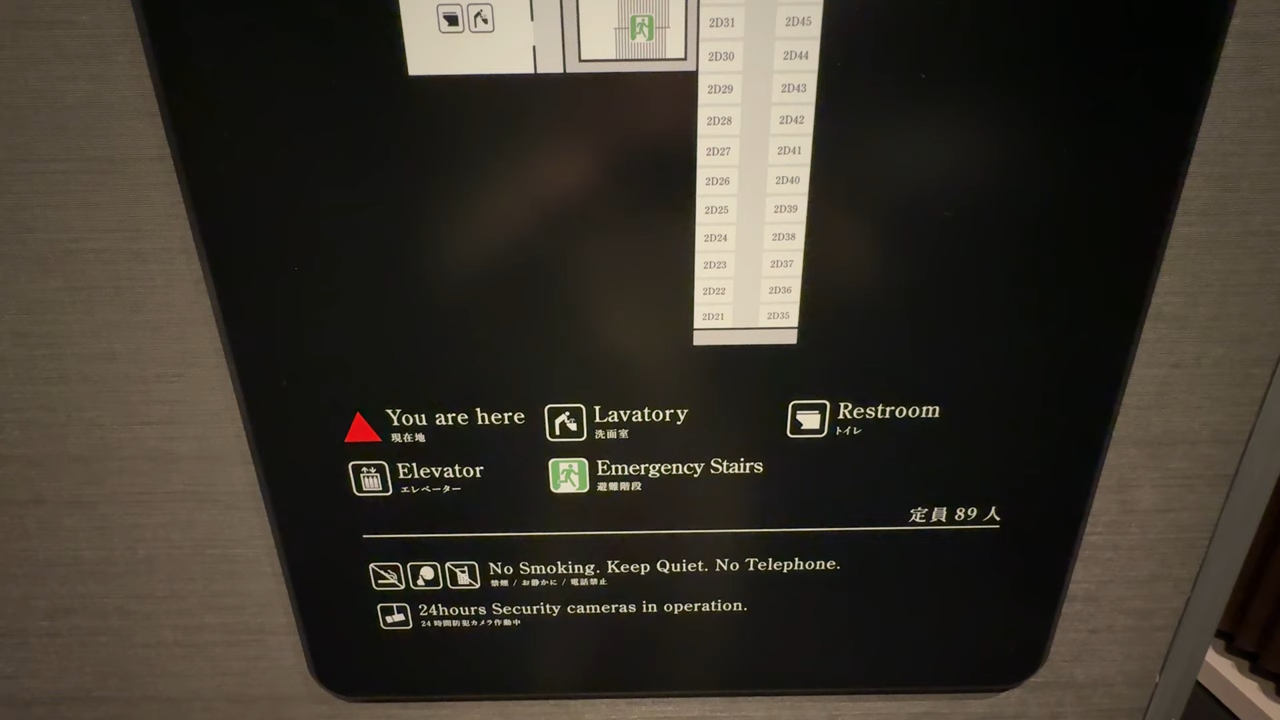 2D31 2D45
2D30 2D44
2D29 2D43
2D28 2D42
2D27 2D41
2D26 2D40
2D25 2D39
2D24 2D38
2D23 2D37
2D22 2D36
2D21 2D35
You are here
現在地
Lavatory
洗面室
Restroom
トイレ
Elevator
エレベーター
Emergency Stairs
避難階段
定員 89 人
No Smoking. Keep Quiet. No Telephone.
禁煙 / お静かに / 電話禁止
24hours Security cameras in operation.
24時間防犯カメラ作動中